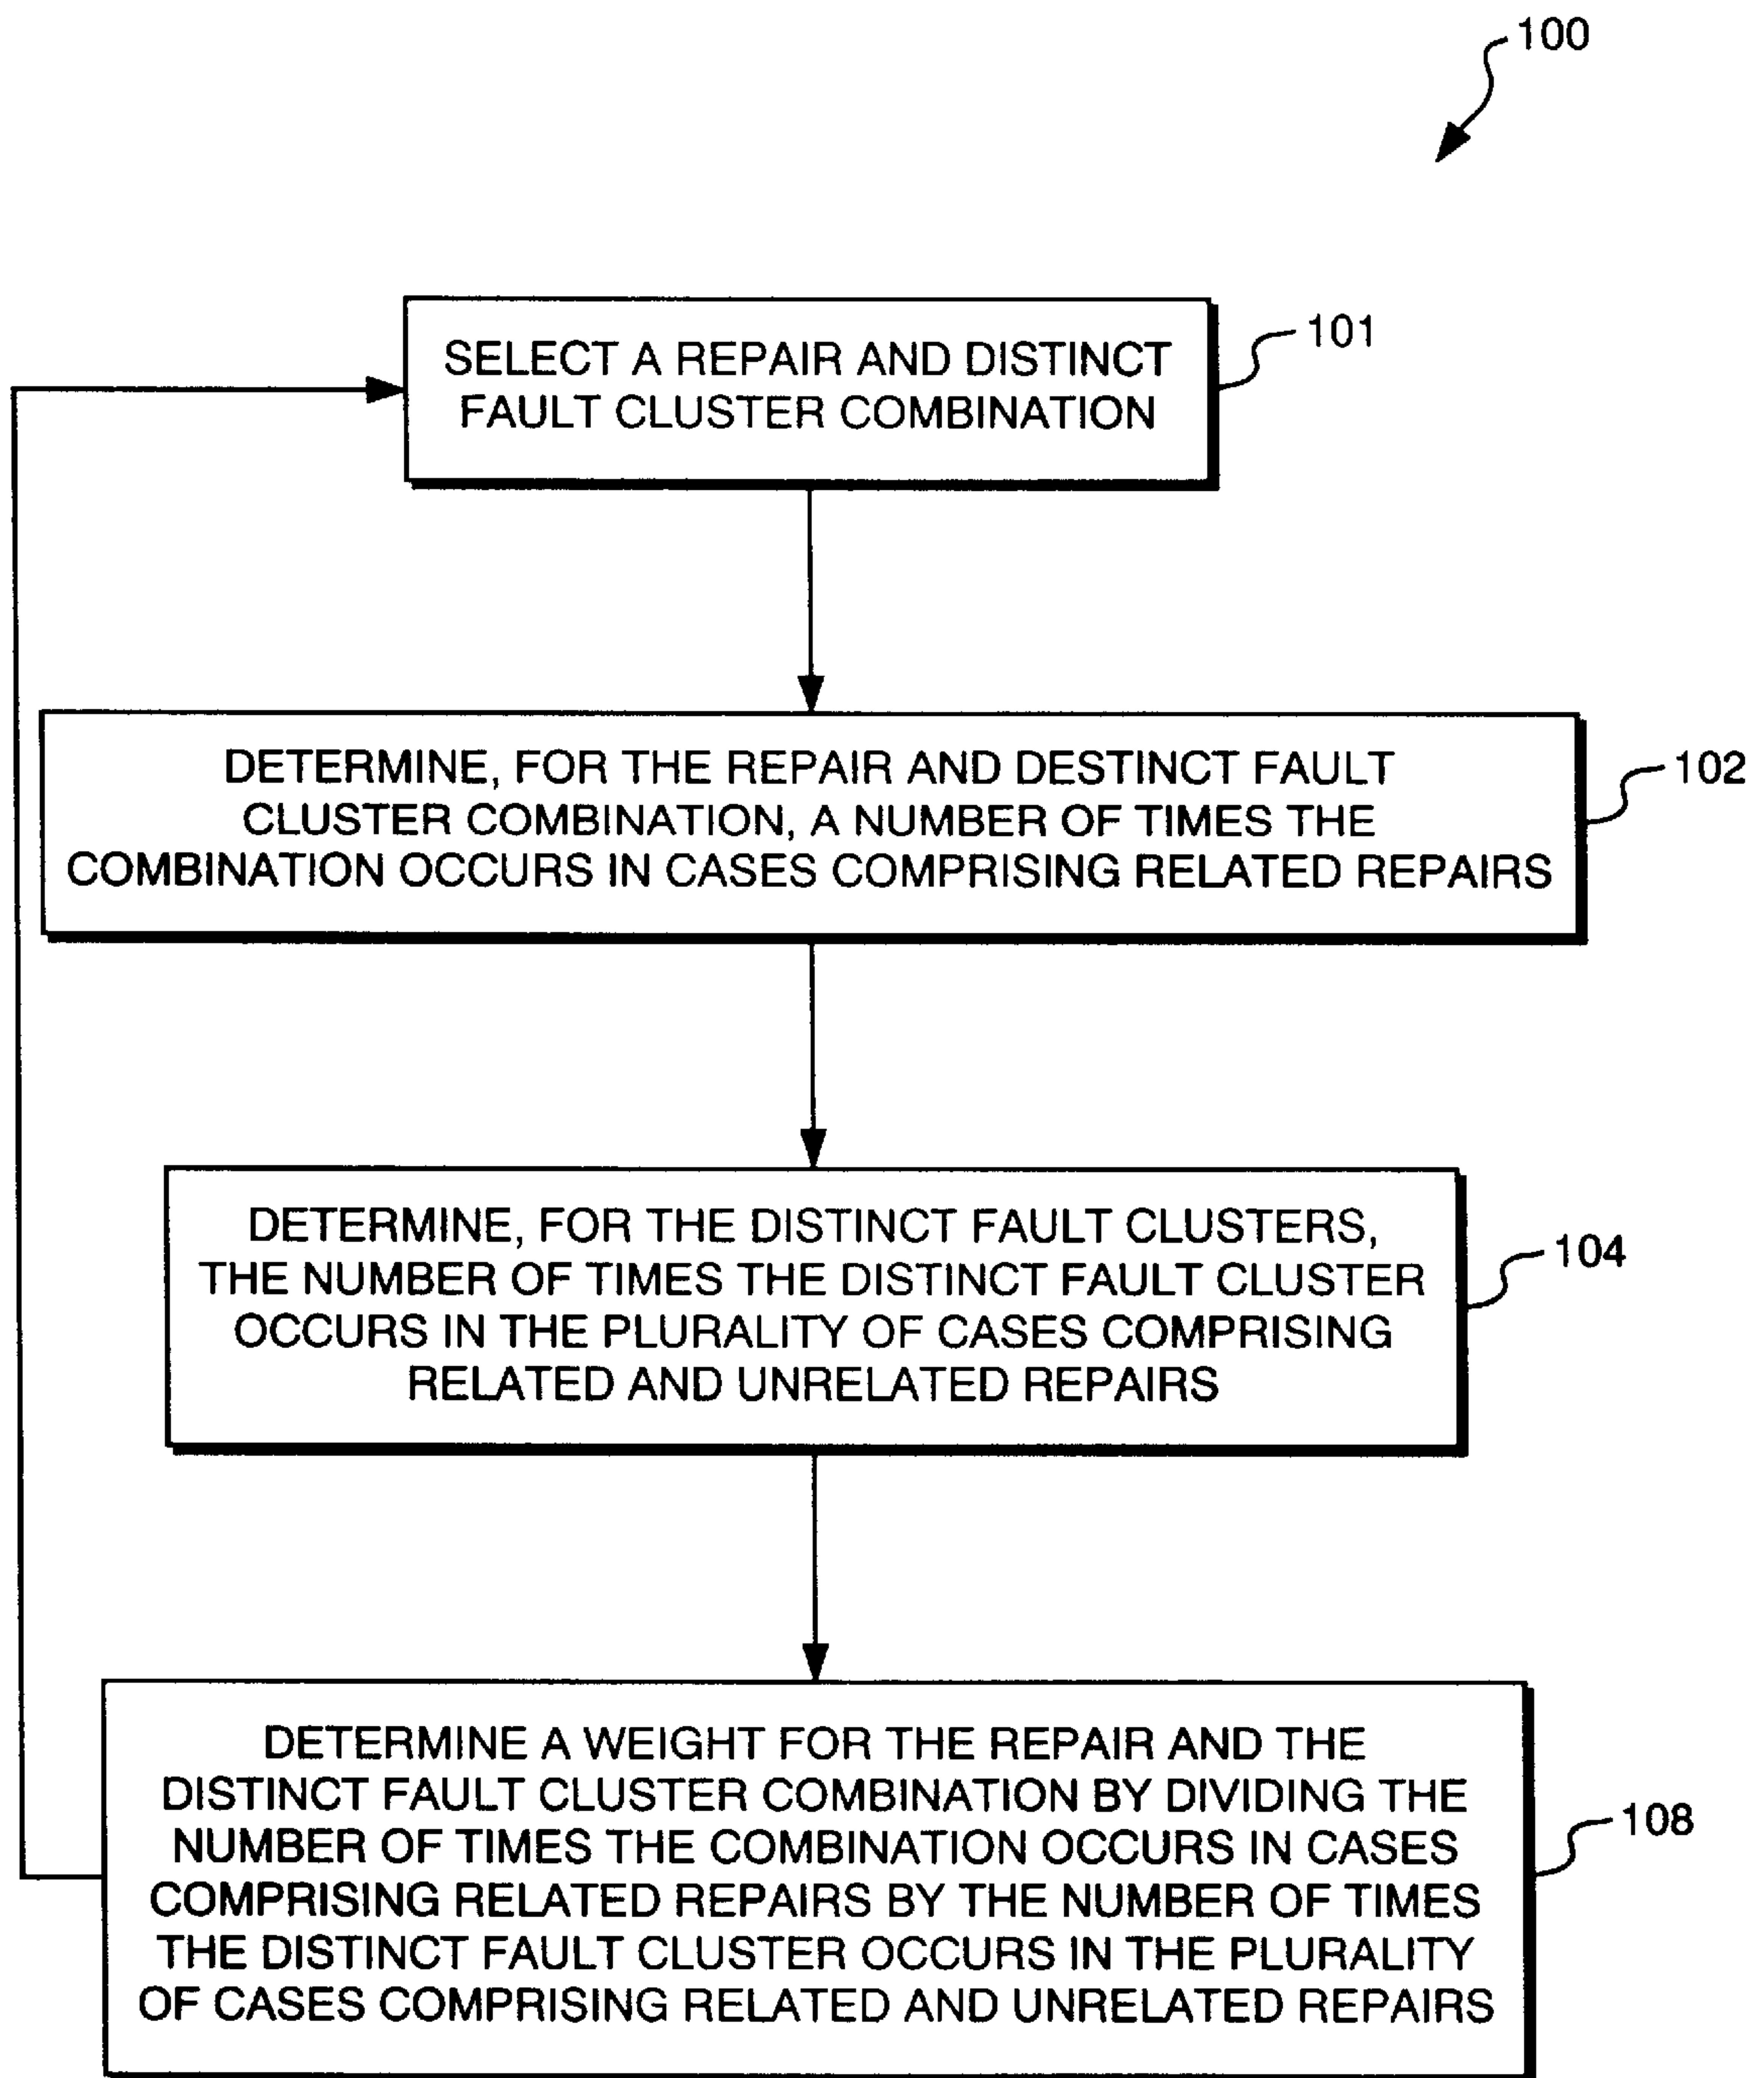 100
SELECT A REPAIR AND DISTINCT
FAULT CLUSTER COMBINATION
101
DETERMINE, FOR THE REPAIR AND DESTINCT FAULT
CLUSTER COMBINATION, A NUMBER OF TIMES THE
COMBINATION OCCURS IN CASES COMPRISING RELATED REPAIRS
102
DETERMINE, FOR THE DISTINCT FAULT CLUSTERS,
THE NUMBER OF TIMES THE DISTINCT FAULT CLUSTER
OCCURS IN THE PLURALITY OF CASES COMPRISING
RELATED AND UNRELATED REPAIRS
104
DETERMINE A WEIGHT FOR THE REPAIR AND THE
DISTINCT FAULT CLUSTER COMBINATION BY DIVIDING THE
NUMBER OF TIMES THE COMBINATION OCCURS IN CASES
COMPRISING RELATED REPAIRS BY THE NUMBER OF TIMES
THE DISTINCT FAULT CLUSTER OCCURS IN THE PLURALITY
OF CASES COMPRISING RELATED AND UNRELATED REPAIRS
108